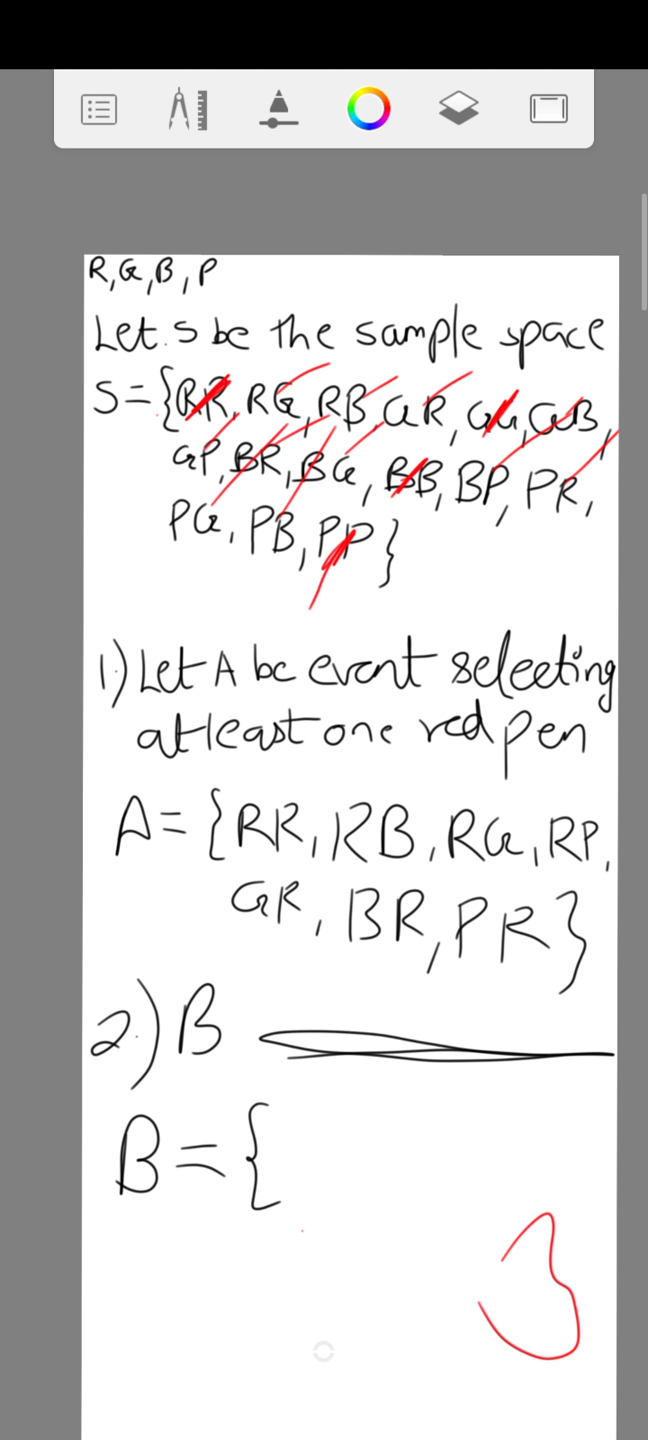 R, G, B, P
Let S be the sample space
S={RR, RG, RB, GR, GG, GB,
GP, BR, BG, BB, BP, PR,
PG, PB, PP}
1) Let A be event selecting
atleast one red pen
A={RR, RB, RG, RP,
GR, BR, PR}
2) B
B={
3